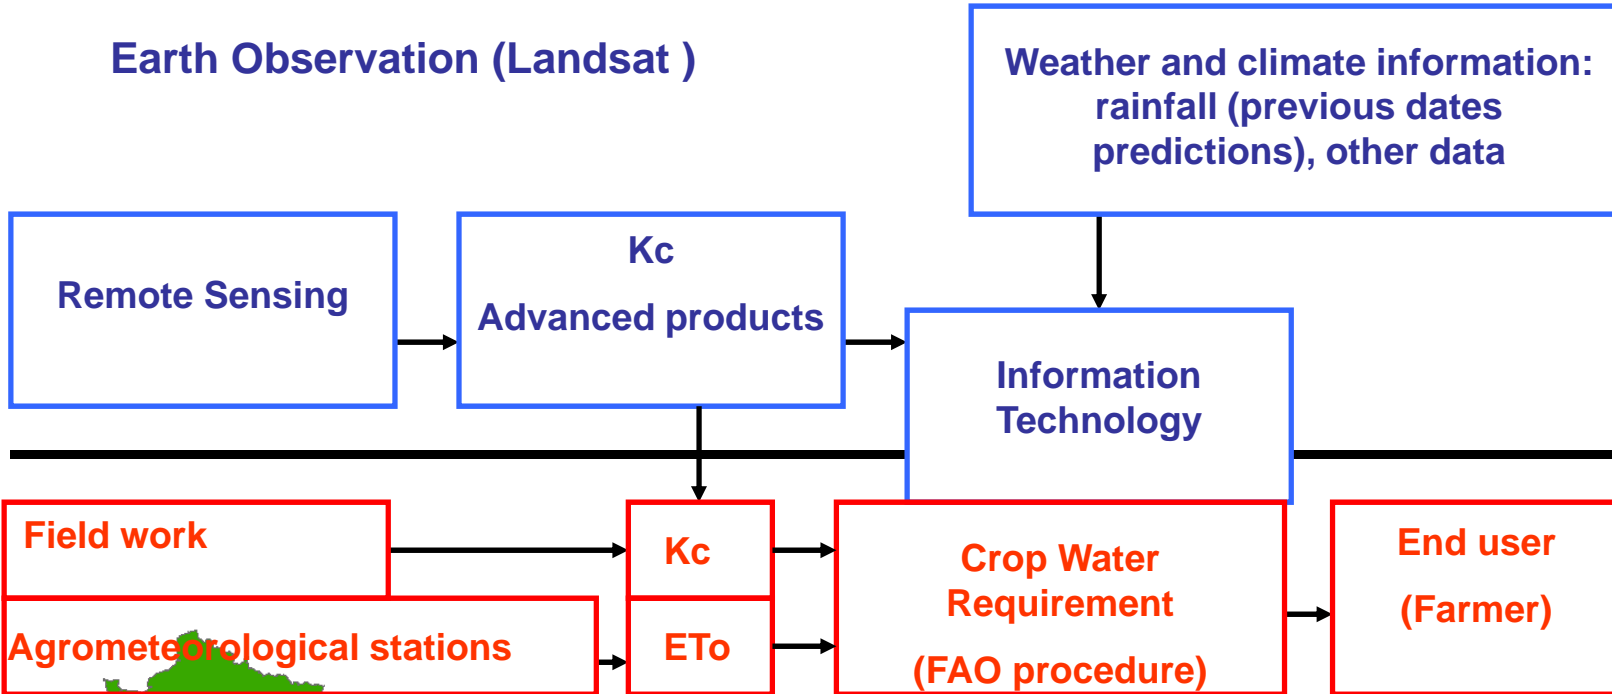 Earth Observation (Landsat )
Weather and climate information:
rainfall (previous dates
predictions), other data
Remote Sensing
Kc
Advanced products
Information
Technology
Field work
Kc
Crop Water
Requirement
(FAO procedure)
End user
(Farmer)
Agrometeorological stations
ETo